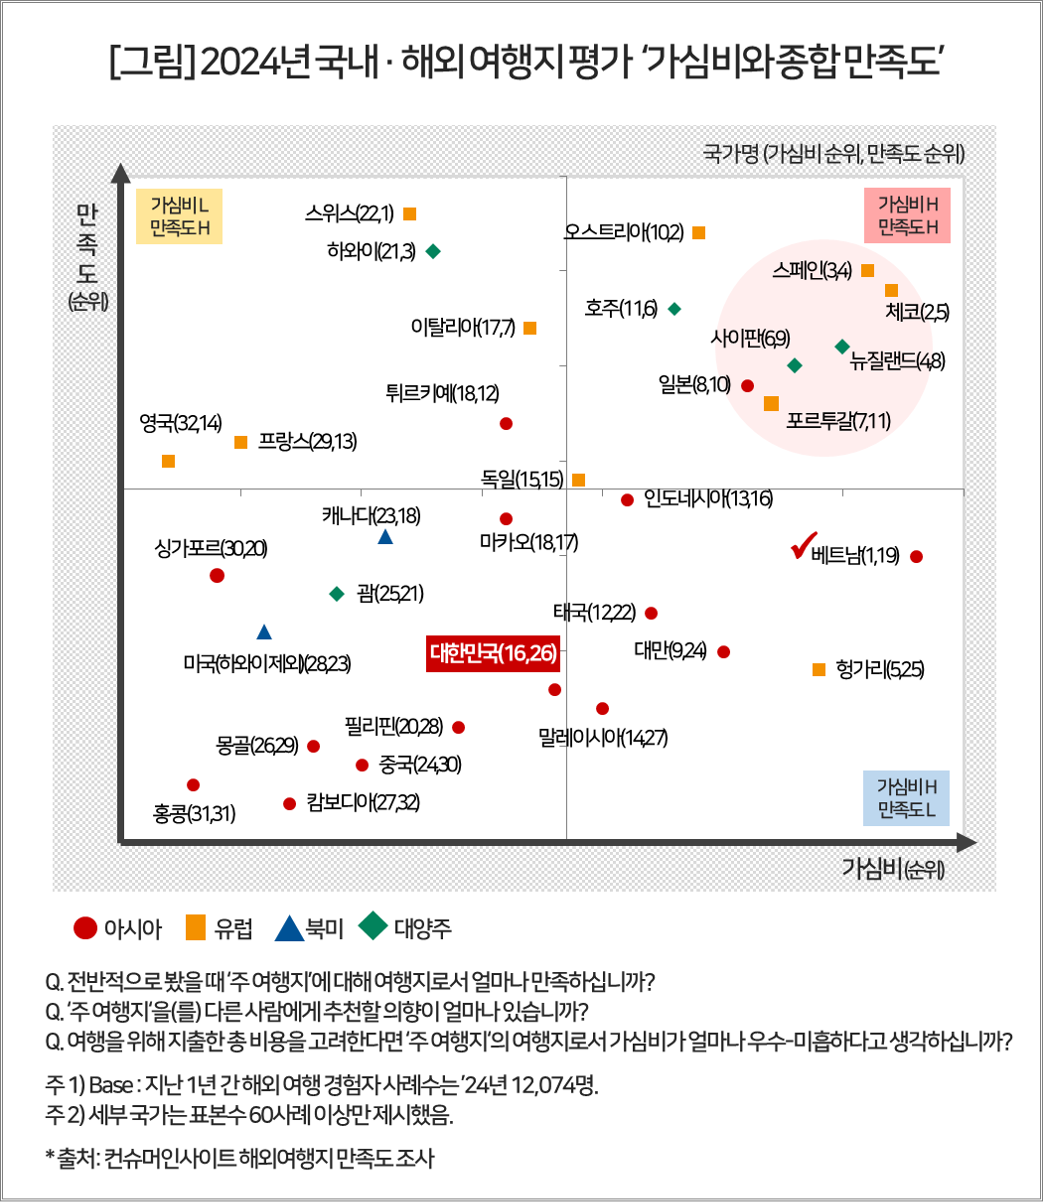 [그림] 2024년 국내 · 해외 여행지 평가 ‘가심비와 종합 만족도’
국가명 (가심비 순위, 만족도 순위)
만
족
도
(순위)
가심비 L
만족도 H
가심비 H
만족도 H
스위스(22,1)
오스트리아(10,2)
하와이(21,3)
스페인(3,4)
체코(2,5)
호주(11,6)
이탈리아(17,7)
사이판(6,9)
뉴질랜드(4,8)
일본(8,10)
튀르키예(18,12)
포르투갈(7,11)
영국(32,14)
프랑스(29,13)
독일(15,15)
인도네시아(13,16)
캐나다(23,18)
마카오(18,17)
싱가포르(30,20)
베트남(1,19)
괌(25,21)
태국(12,22)
미국(하와이 제외)(28,23)
대한민국(16,26)
대만(9,24)
헝가리(5,25)
필리핀(20,28)
말레이시아(14,27)
몽골(26,29)
중국(24,30)
홍콩(31,31)
캄보디아(27,32)
가심비 H
만족도 L
가심비 (순위)
아시아 유럽 북미 대양주
Q. 전반적으로 봤을 때 ‘주 여행지’에 대해 여행지로서 얼마나 만족하십니까?
Q. ‘주 여행지‘을(를) 다른 사람에게 추천할 의향이 얼마나 있습니까?
Q. 여행을 위해 지출한 총 비용을 고려한다면 ‘주 여행지‘의 여행지로서 가심비가 얼마나 우수-미흡하다고 생각하십니까?
주 1) Base : 지난 1년 간 해외 여행 경험자 사례수는 ’24년 12,074명.
주 2) 세부 국가는 표본수 60사례 이상만 제시했음.
* 출처: 컨슈머인사이트 해외여행지 만족도 조사